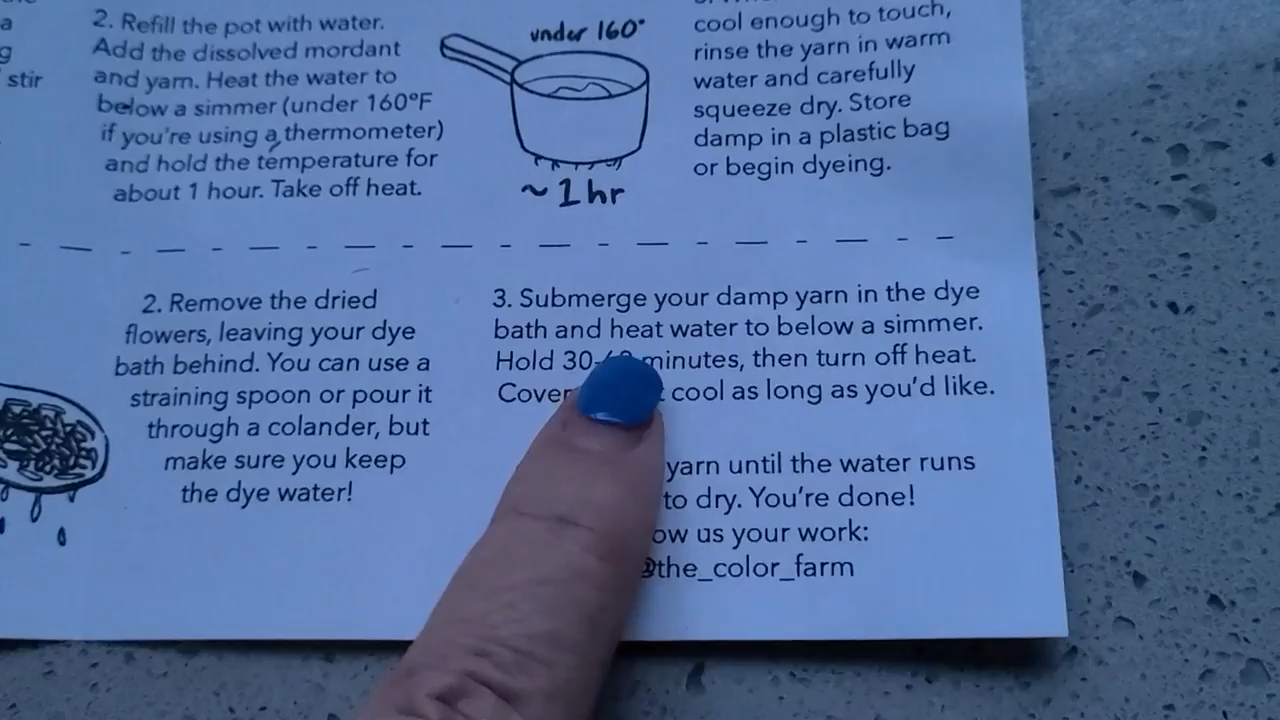 a
g
stir
2. Refill the pot with water.
Add the dissolved mordant
and yarn. Heat the water to
below a simmer (under 160°F
if you're using a thermometer)
and hold the temperature for
about 1 hour. Take off heat.
under 160°
~1 hr
cool enough to touch,
rinse the yarn in warm
water and carefully
squeeze dry. Store
damp in a plastic bag
or begin dyeing.
2. Remove the dried
flowers, leaving your dye
bath behind. You can use a
straining spoon or pour it
through a colander, but
make sure you keep
the dye water!
3. Submerge your damp yarn in the dye
bath and heat water to below a simmer.
Hold 30-60 minutes, then turn off heat.
Cover cool as long as you'd like.
yarn until the water runs
to dry. You're done!
ow us your work:
@the_color_farm